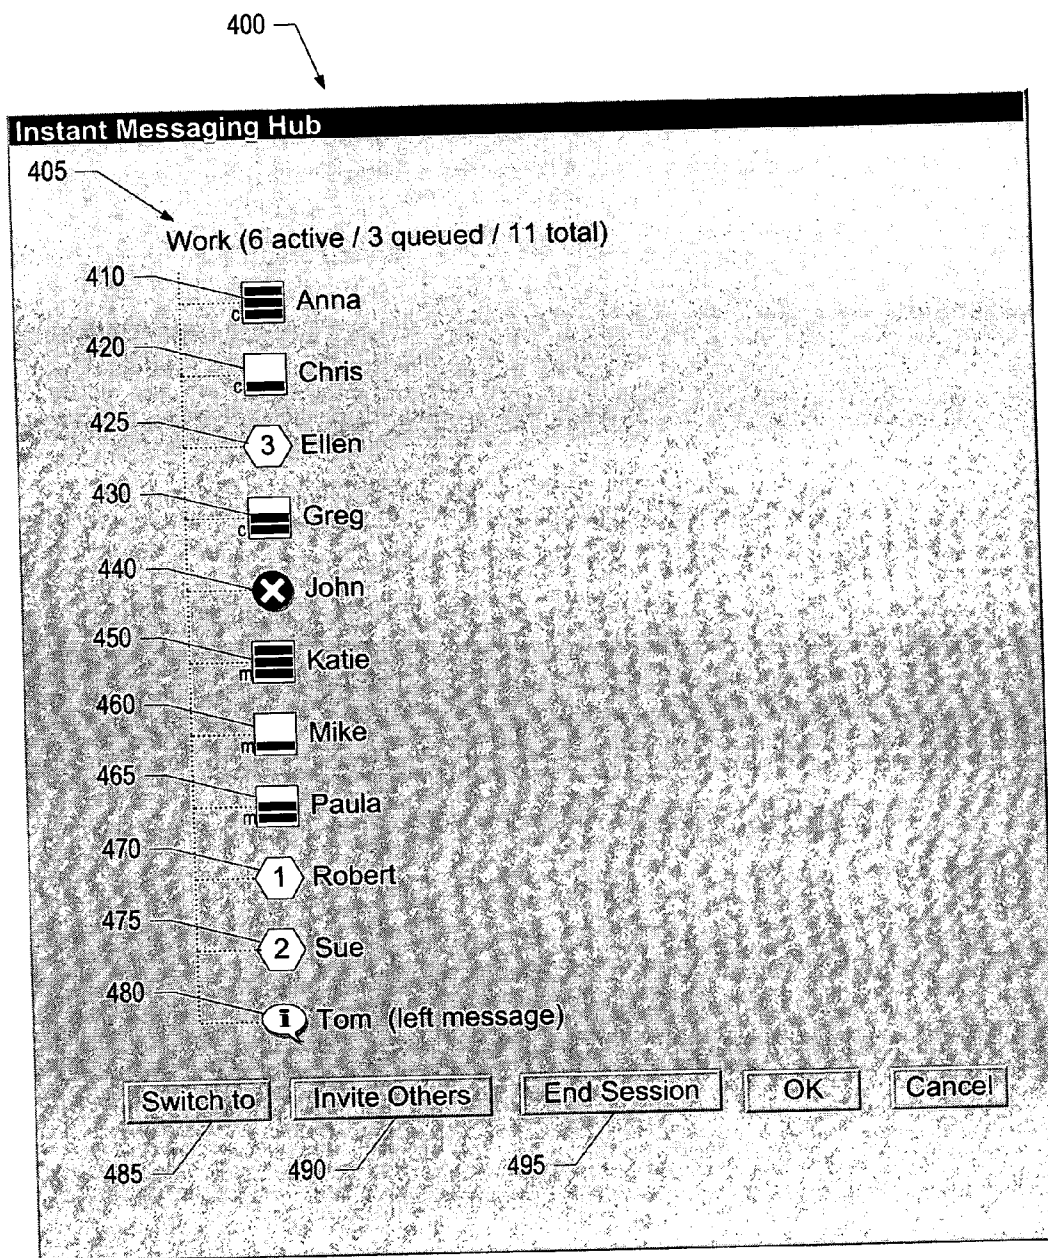 400
Instant Messaging Hub
405
Work (6 active / 3 queued / 11 total)
410 c Anna
420 c Chris
425 3 Ellen
430 c Greg
440 John
450 m Katie
460 m Mike
465 m Paula
470 1 Robert
475 2 Sue
480 i Tom (left message)
Switch to Invite Others End Session OK Cancel
485 490 495